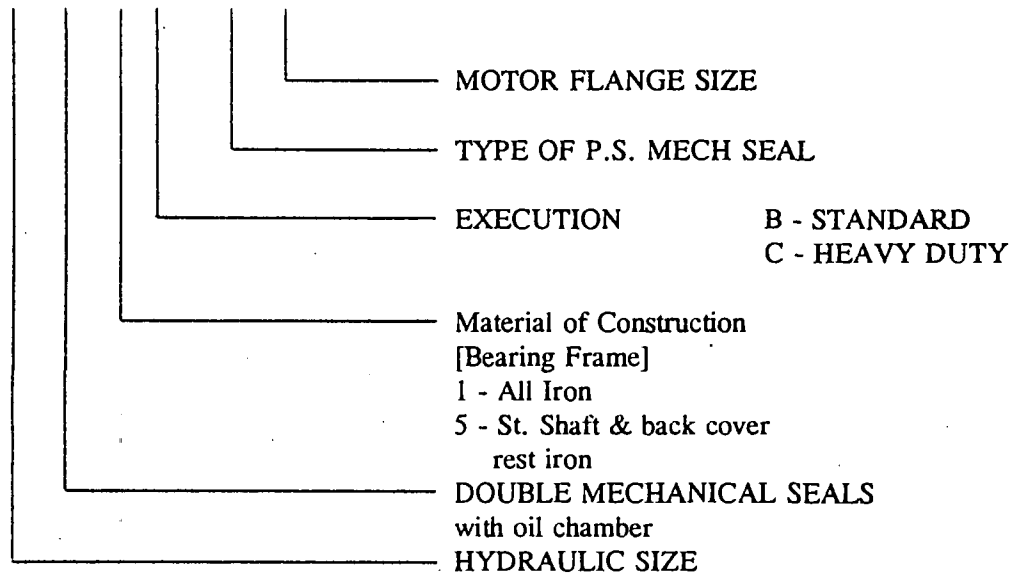 MOTOR FLANGE SIZE
TYPE OF P.S. MECH SEAL
EXECUTION B - STANDARD
C - HEAVY DUTY
Material of Construction
[Bearing Frame]
1 - All Iron
5 - St. Shaft & back cover
rest iron
DOUBLE MECHANICAL SEALS
with oil chamber
HYDRAULIC SIZE